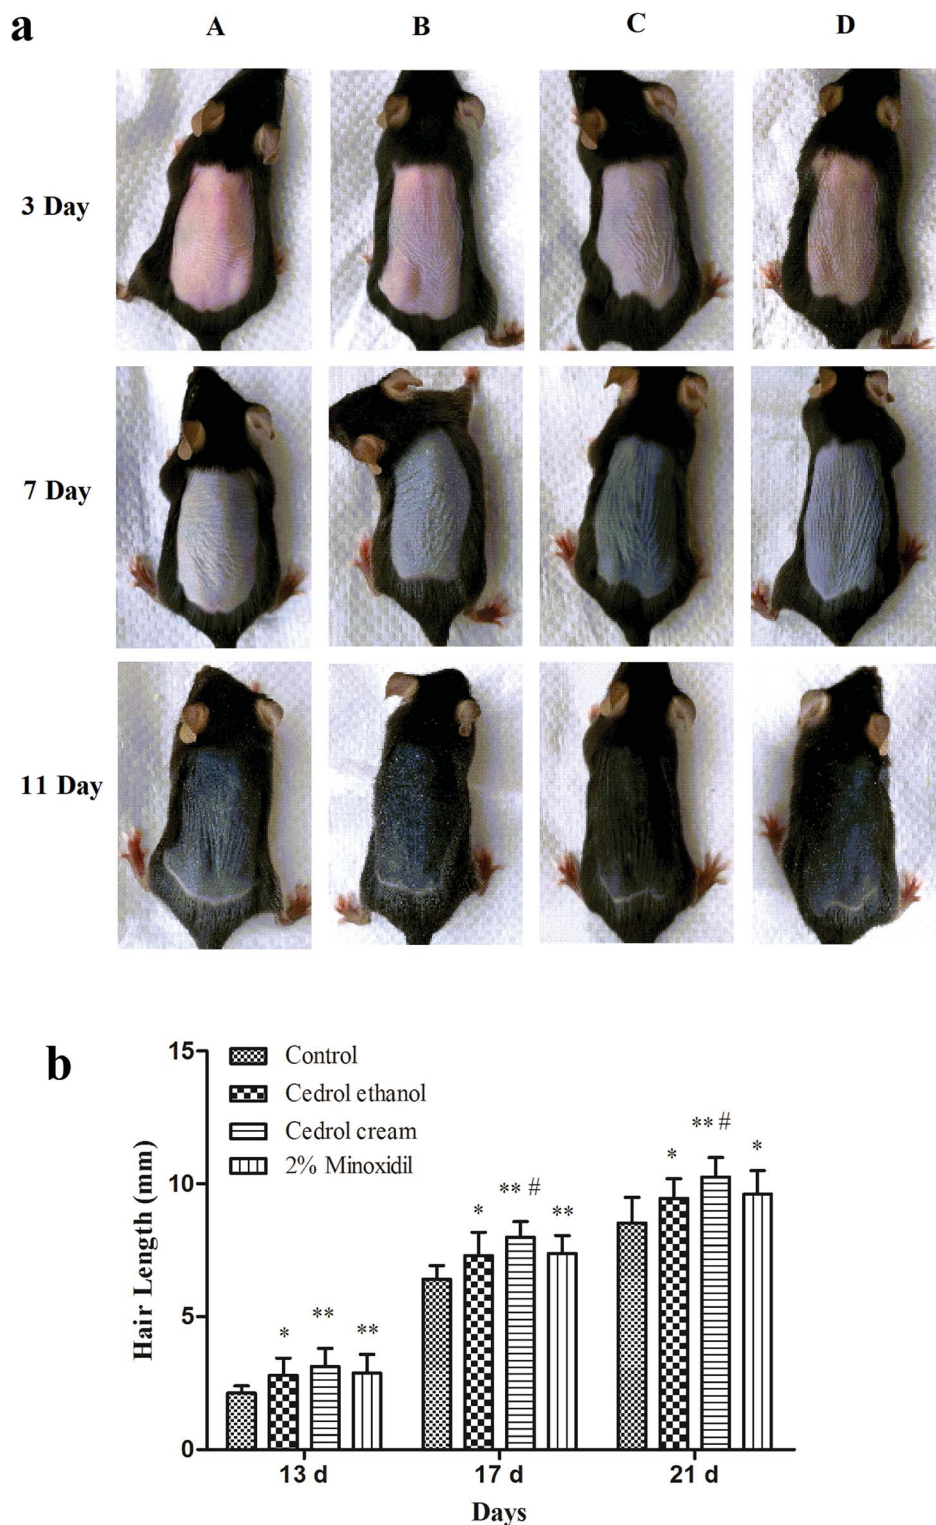 a
A B C D
3 Day
7 Day
11 Day
b
15
10
5
0
Hair Length (mm)
Control
Cedrol ethanol
Cedrol cream
2% Minoxidil
* ** **
* ** # **
* ** # *
13 d 17 d 21 d
Days